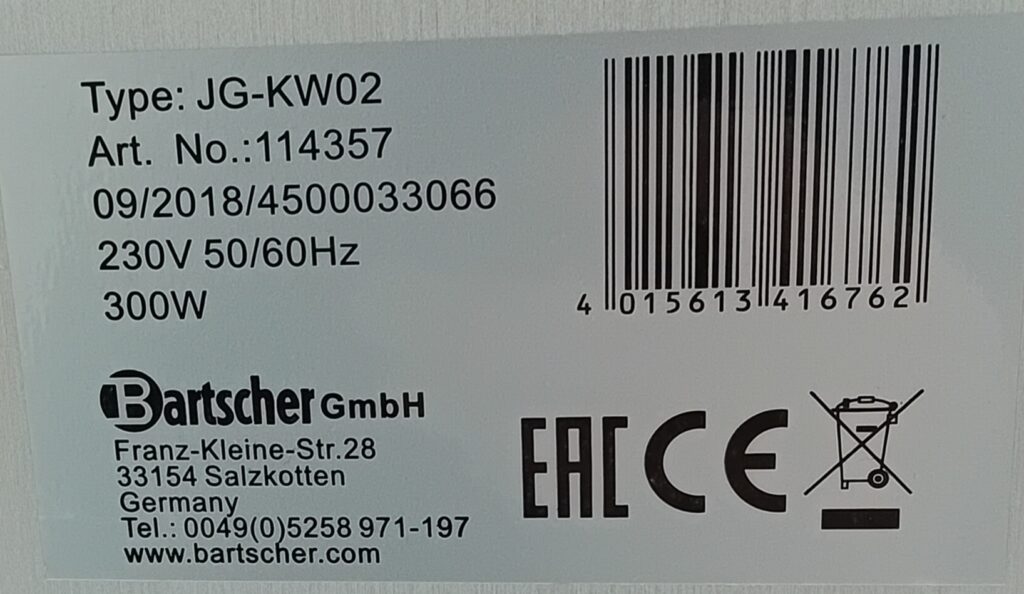 Type: JG-KW02
Art. No.:114357
09/2018/4500033066
230V 50/60Hz
300W
4 015613 416762
Bartscher GmbH
Franz-Kleine-Str.28
33154 Salzkotten
Germany
Tel.: 0049(0)5258 971-197
www.bartscher.com
EAC CE